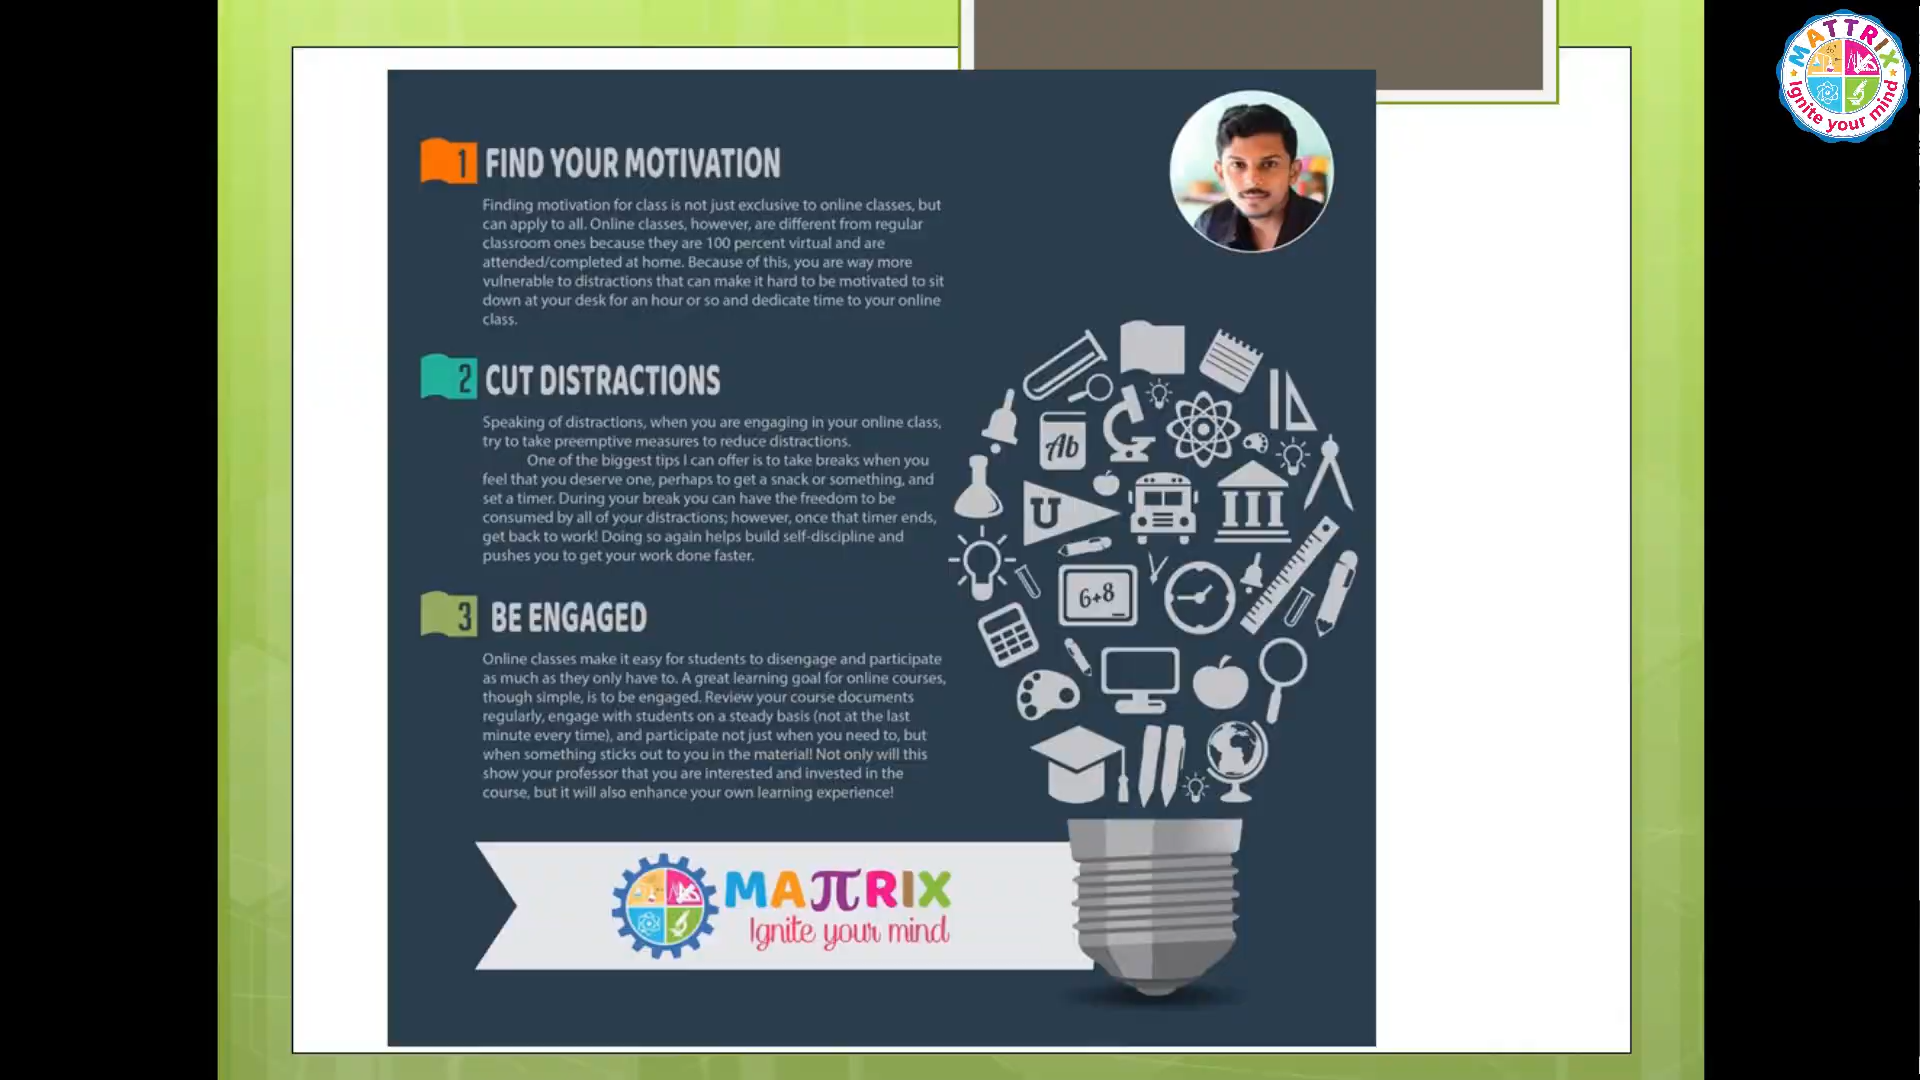 1 FIND YOUR MOTIVATION
Finding motivation for class is not just exclusive to online classes, but
can apply to all. Online classes, however, are different from regular
classroom ones because they are 100 percent virtual and are
attended/completed at home. Because of this, you are way more
vulnerable to distractions that can make it hard to be motivated to sit
down at your desk for an hour or so and dedicate time to your online
class.
2 CUT DISTRACTIONS
Speaking of distractions, when you are engaging in your online class,
try to take preemptive measures to reduce distractions.
One of the biggest tips I can offer is to take breaks when you
feel that you deserve one, perhaps to get a snack or something, and
set a timer. During your break you can have the freedom to be
consumed by all of your distractions; however, once that timer ends,
get back to work! Doing so again helps build self-discipline and
pushes you to get your work done faster.
3 BE ENGAGED
Online classes make it easy for students to disengage and participate
as much as they only have to. A great learning goal for online courses,
though simple, is to be engaged. Review your course documents
regularly, engage with students on a steady basis (not at the last
minute every time), and participate not just when you need to, but
when something sticks out to you in the material! Not only will this
show your professor that you are interested and invested in the
course, but it will also enhance your own learning experience!
Ab
U
6+8
MAπRIX
Ignite your mind
MATTRIX
Ignite your mind